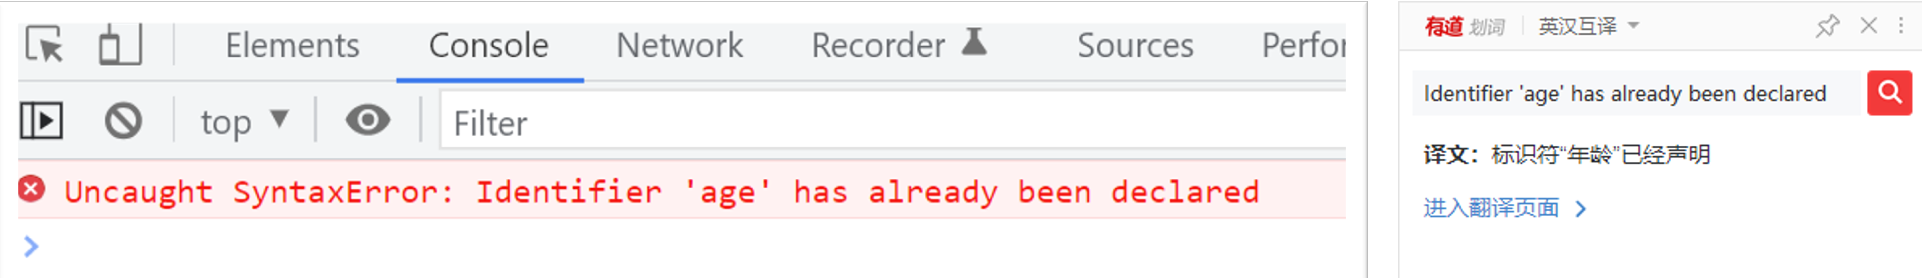 Elements Console Network Recorder Sources Perfor
top Filter
Uncaught SyntaxError: Identifier 'age' has already been declared
有道 划词 英汉互译
Identifier 'age' has already been declared
译文：标识符“年龄”已经声明
进入翻译页面